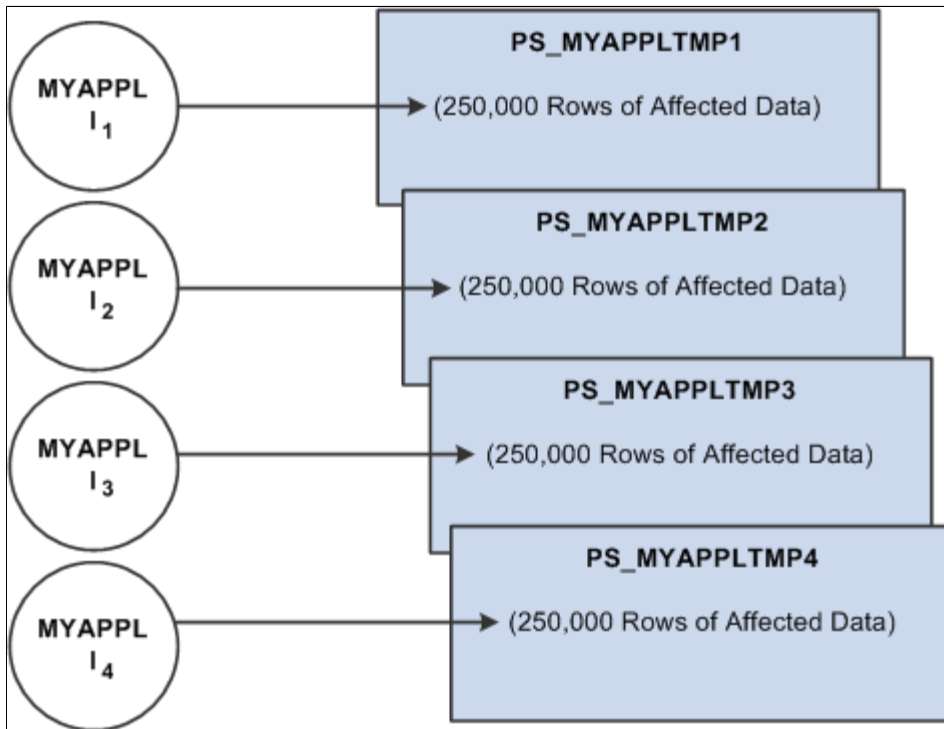 MYAPPL
I1
PS_MYAPPLTMP1
(250,000 Rows of Affected Data)
MYAPPL
I2
PS_MYAPPLTMP2
(250,000 Rows of Affected Data)
MYAPPL
I3
PS_MYAPPLTMP3
(250,000 Rows of Affected Data)
MYAPPL
I4
PS_MYAPPLTMP4
(250,000 Rows of Affected Data)